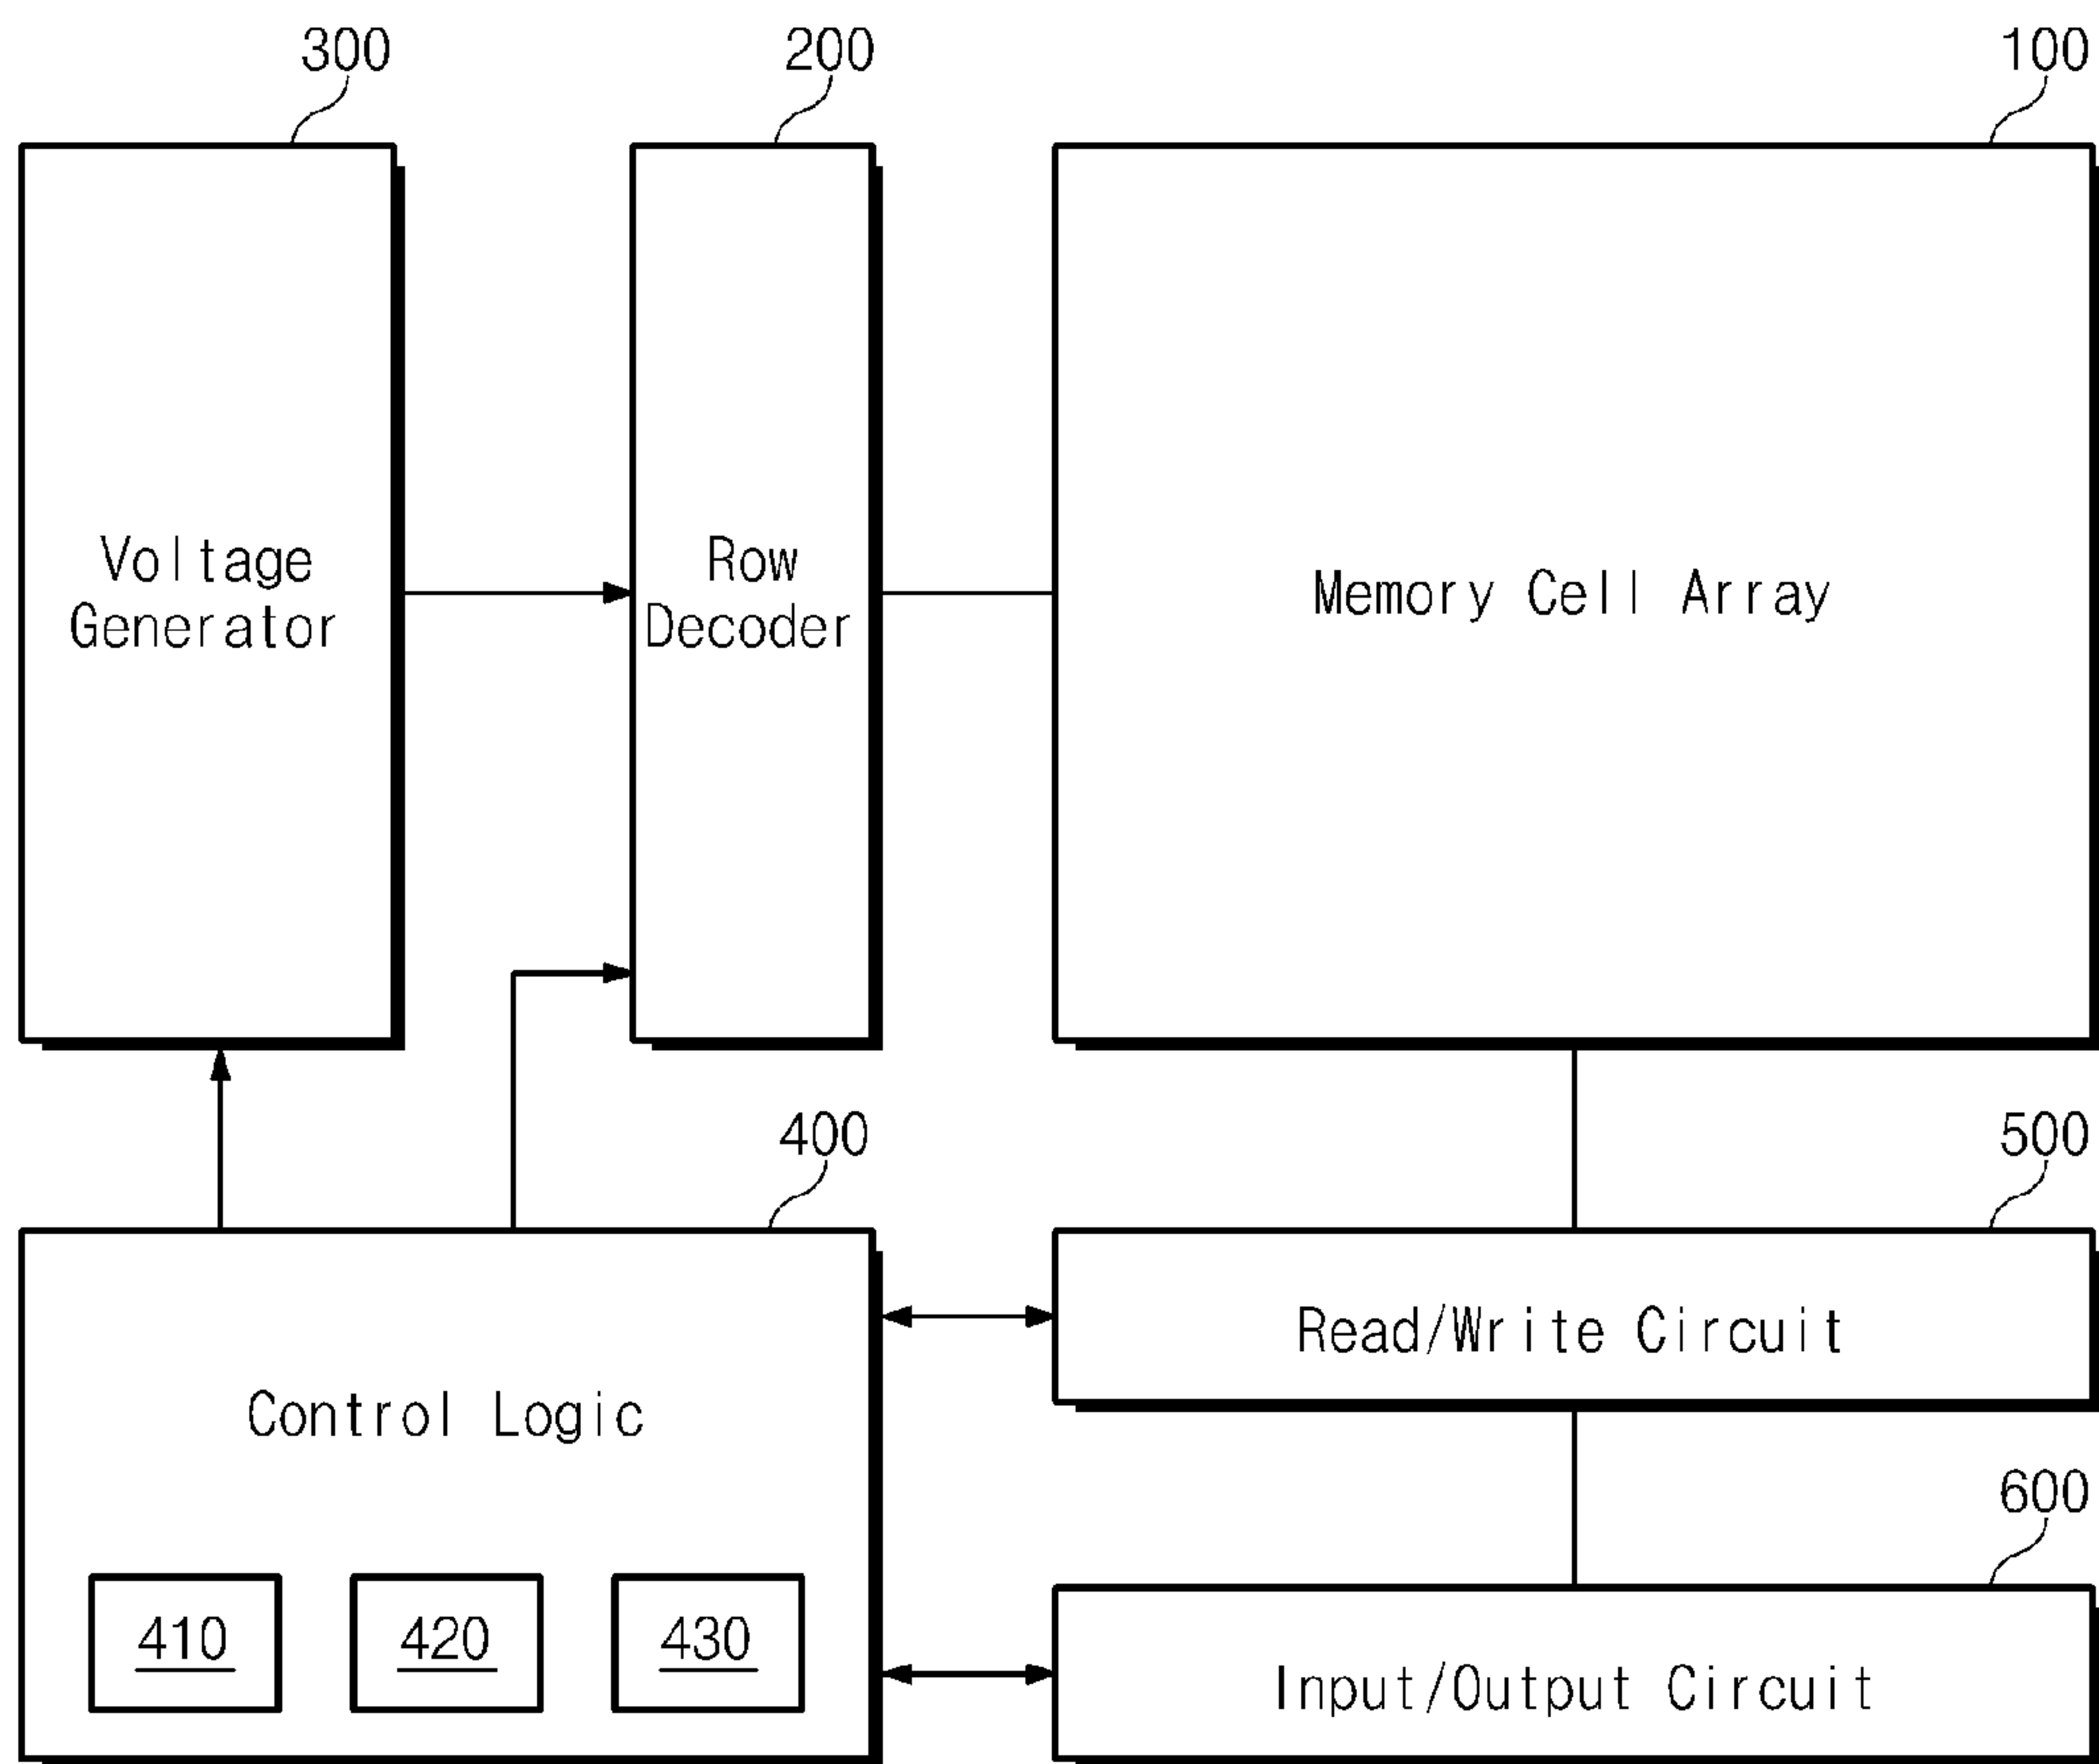 300
200
100
Voltage
Generator
Row
Decoder
Memory Cell Array
400
500
Control Logic
Read/Write Circuit
600
410
420
430
Input/Output Circuit